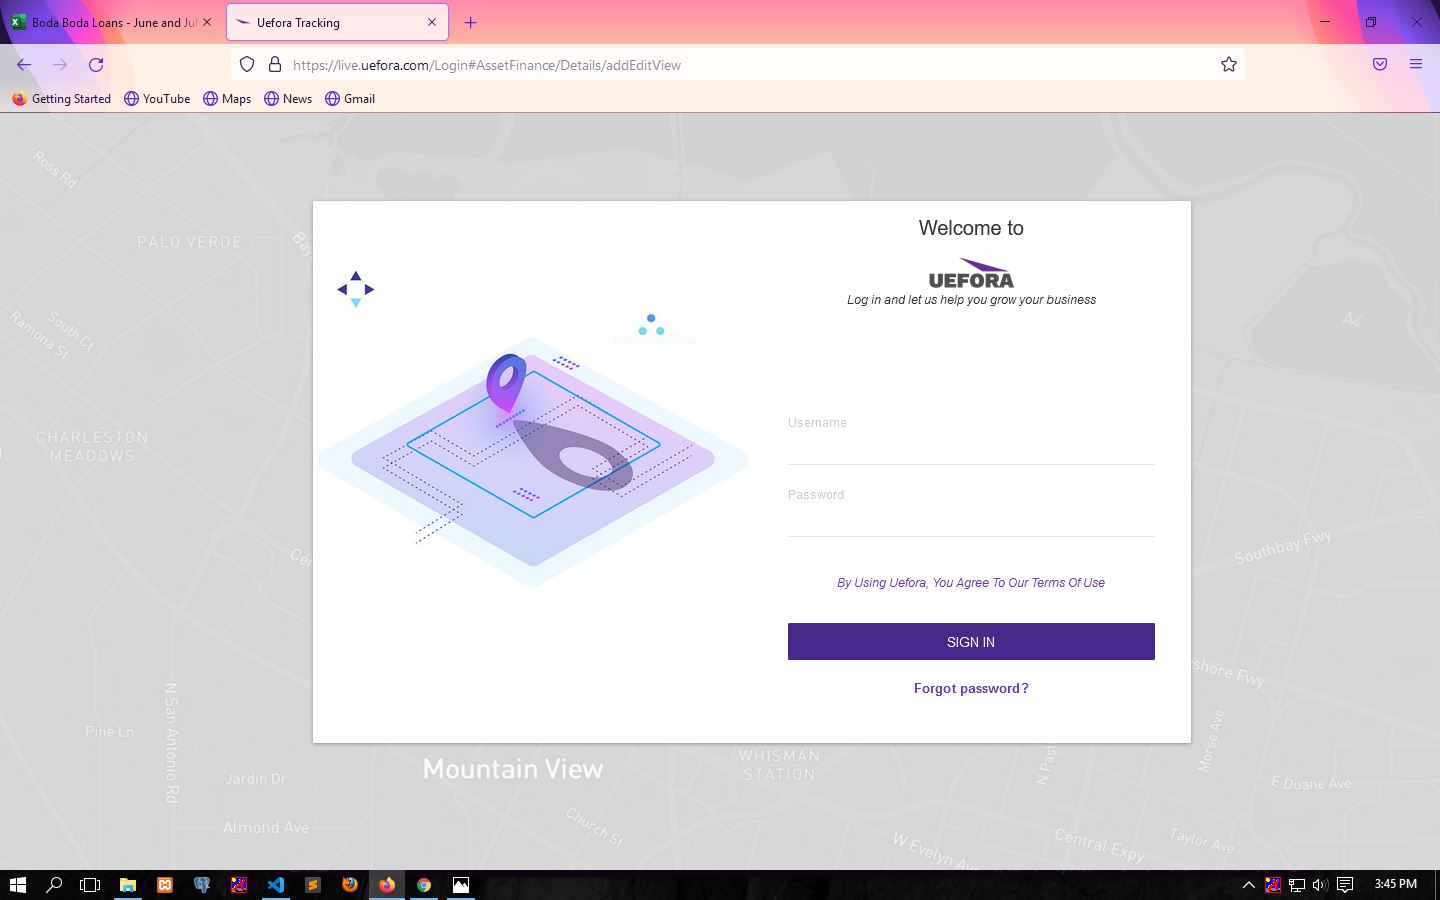 Boda Boda Loans - June and Jul
Uefora Tracking
https://live.uefora.com/Login#AssetFinance/Details/addEditView
Getting Started
YouTube
Maps
News
Gmail
Ross Rd
PALO VERDE
South Ct
Ramona St
CHARLESTON
MEADOWS
Welcome to
UEFORA
Log in and let us help you grow your business
Full-screen Snip
A4
Username
Password
Southbay Fwy
By Using Uefora, You Agree To Our Terms Of Use
SIGN IN
shore Fwy
Forgot password?
N San Antonio Rd
Pine Ln
Morse Ave
WHISMAN
STATION
Mountain View
Jardin Dr
E Duane Ave
Church St
Almond Ave
W Evelyn Ave
Central Expy
Taylor Ave
3:45 PM